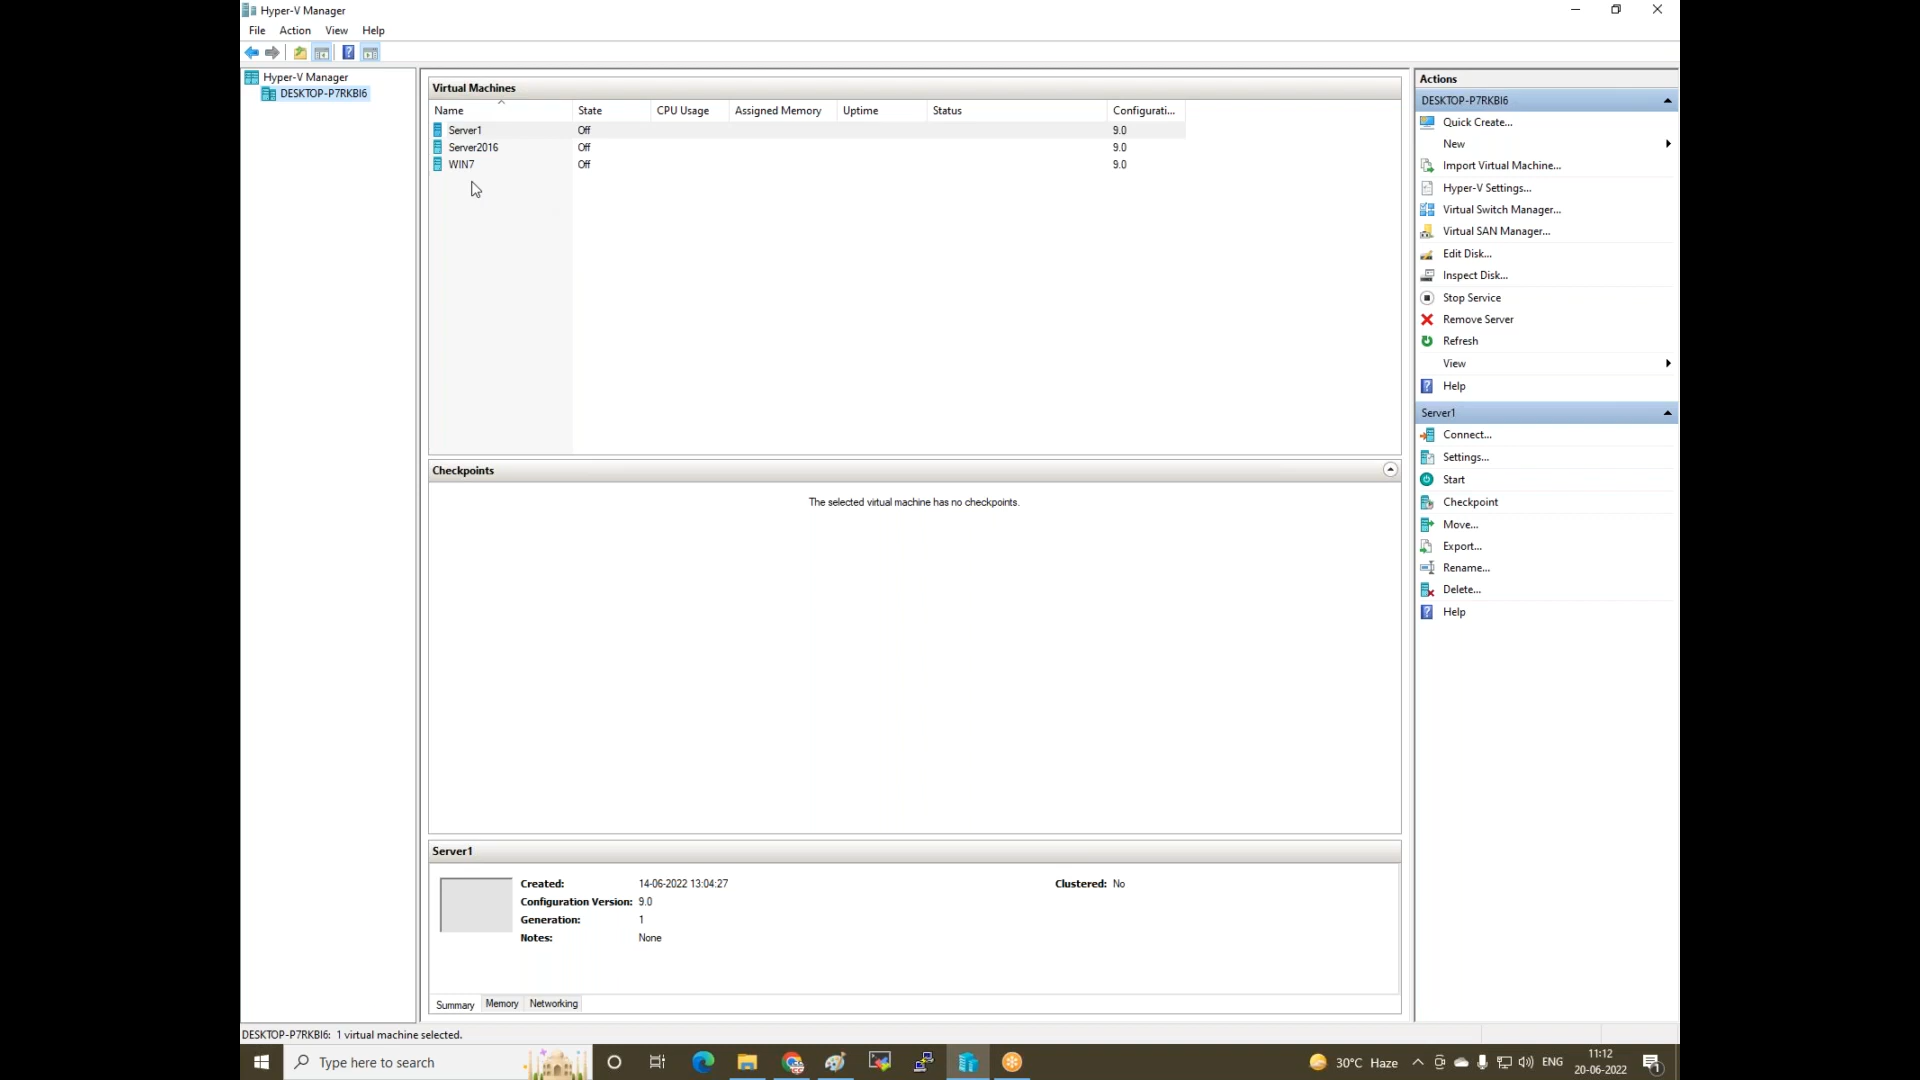 Hyper-V Manager
File Action View Help
Hyper-V Manager
DESKTOP-P7RKBI6
Virtual Machines
Name State CPU Usage Assigned Memory Uptime Status Configurati...
Server1 Off 9.0
Server2016 Off 9.0
WIN7 Off 9.0
Checkpoints
The selected virtual machine has no checkpoints.
Server1
Created: 14-06-2022 13:04:27 Clustered: No
Configuration Version: 9.0
Generation: 1
Notes: None
Summary Memory Networking
Actions
DESKTOP-P7RKBI6
Quick Create...
New
Import Virtual Machine...
Hyper-V Settings...
Virtual Switch Manager...
Virtual SAN Manager...
Edit Disk...
Inspect Disk...
Stop Service
Remove Server
Refresh
View
Help
Server1
Connect...
Settings...
Start
Checkpoint
Move...
Export...
Rename...
Delete...
Help
DESKTOP-P7RKBI6: 1 virtual machine selected.
Type here to search
30°C Haze
ENG
11:12
20-06-2022
1